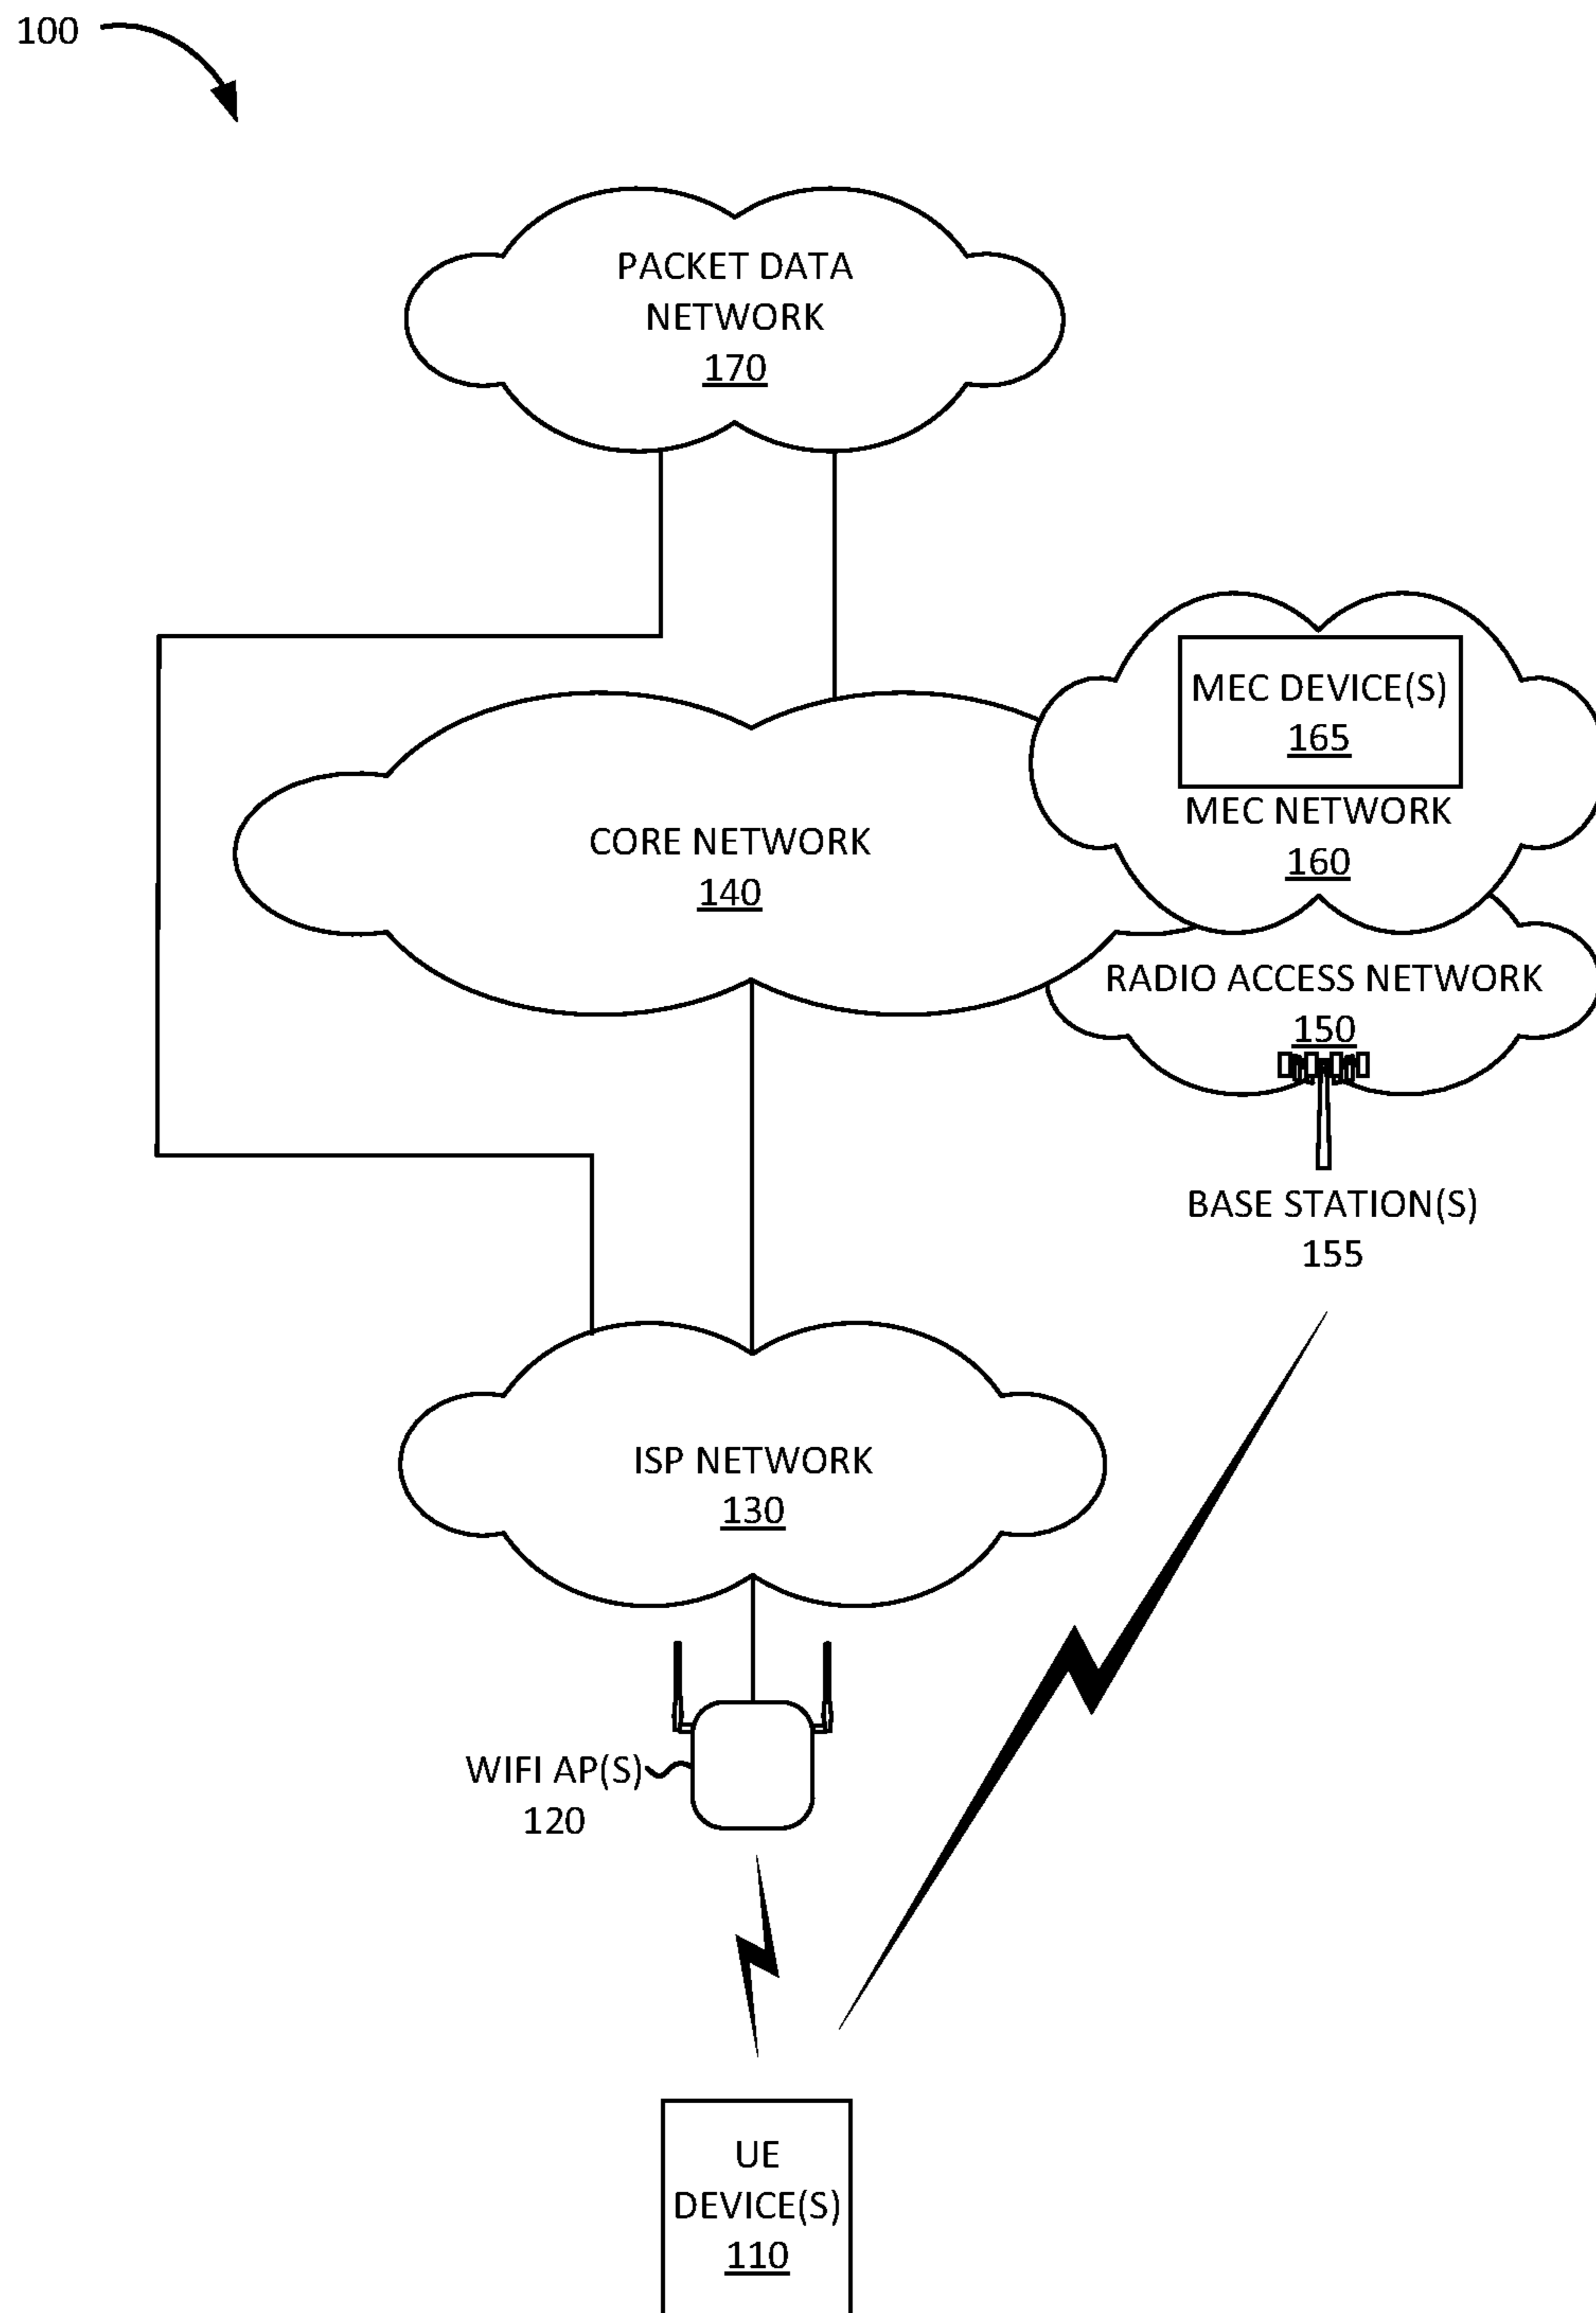 100
PACKET DATA
NETWORK
170
MEC DEVICE(S)
165
MEC NETWORK
160
CORE NETWORK
140
RADIO ACCESS NETWORK
150
BASE STATION(S)
155
ISP NETWORK
130
WIFI AP(S)
120
UE
DEVICE(S)
110